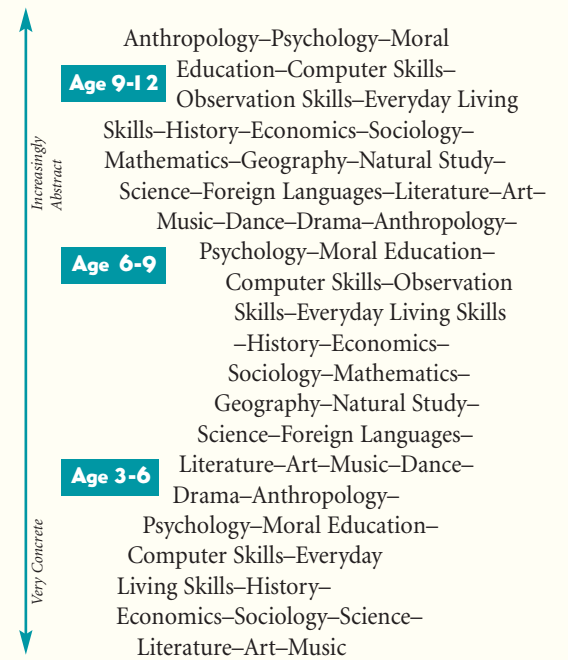 Anthropology–Psychology–Moral
Age 9-12
Education–Computer Skills–
Observation Skills–Everyday Living
Skills–History–Economics–Sociology–
Increasingly
Abstract
Mathematics–Geography–Natural Study–
Science–Foreign Languages–Literature–Art–
Music–Dance–Drama–Anthropology–
Age 6-9
Psychology–Moral Education–
Computer Skills–Observation
Skills–Everyday Living Skills
–History–Economics–
Sociology–Mathematics–
Geography–Natural Study–
Science–Foreign Languages–
Age 3-6
Literature–Art–Music–Dance–
Drama–Anthropology–
Psychology–Moral Education–
Computer Skills–Everyday
Very Concrete
Living Skills–History–
Economics–Sociology–Science–
Literature–Art–Music